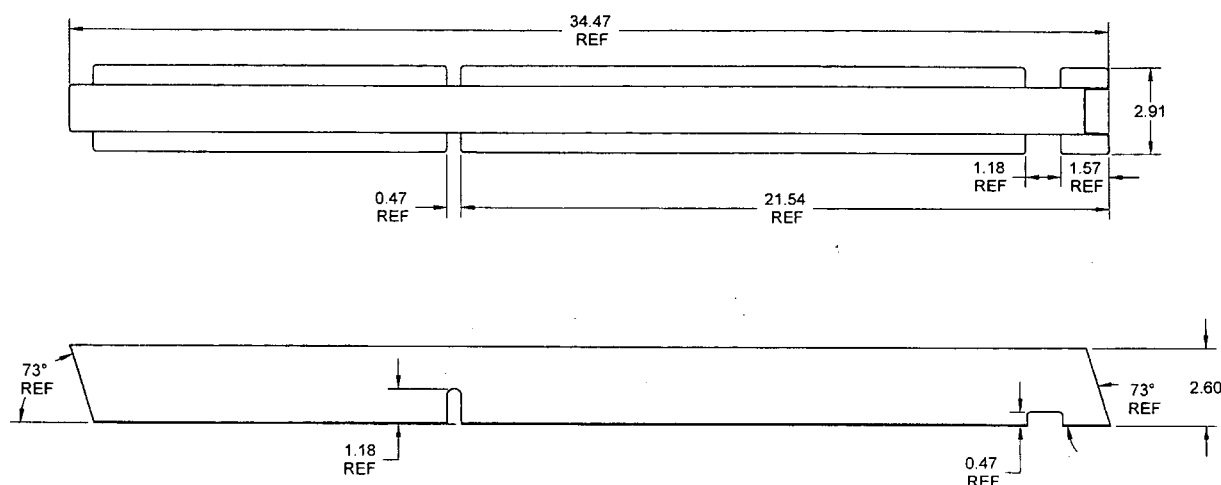 34.47
REF
2.91
1.18
REF
1.57
REF
0.47
REF
21.54
REF
73°
REF
73°
REF
2.60
1.18
REF
0.47
REF